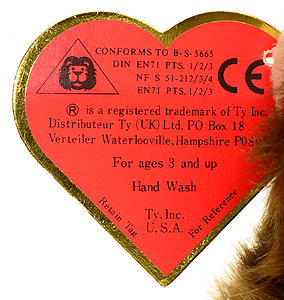 CONFORMS TO B-S-5665
DIN EN71 PTS. 1/2/3
NF S 51-212/3/4
EN71 PTS. 1/2/3
CE
® is a registered trademark of Ty Inc.
Distributeur Ty (UK) Ltd. PO Box 18
Verteiler Waterlooville, Hampshire
For ages 3 and up
Hand Wash
Retain Tag
Ty, Inc.
U.S.A.
For Reference